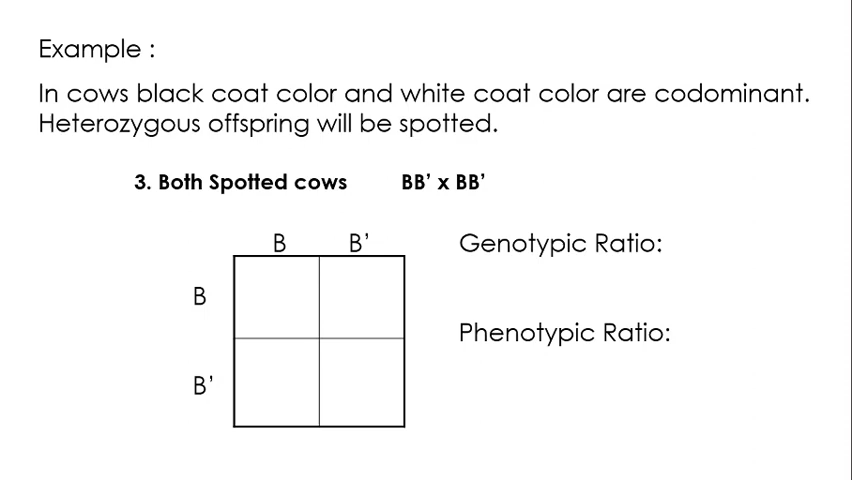 Example :
In cows black coat color and white coat color are codominant.
Heterozygous offspring will be spotted.
3. Both Spotted cows BB’ x BB’
B B’
Genotypic Ratio:
B
Phenotypic Ratio:
B’